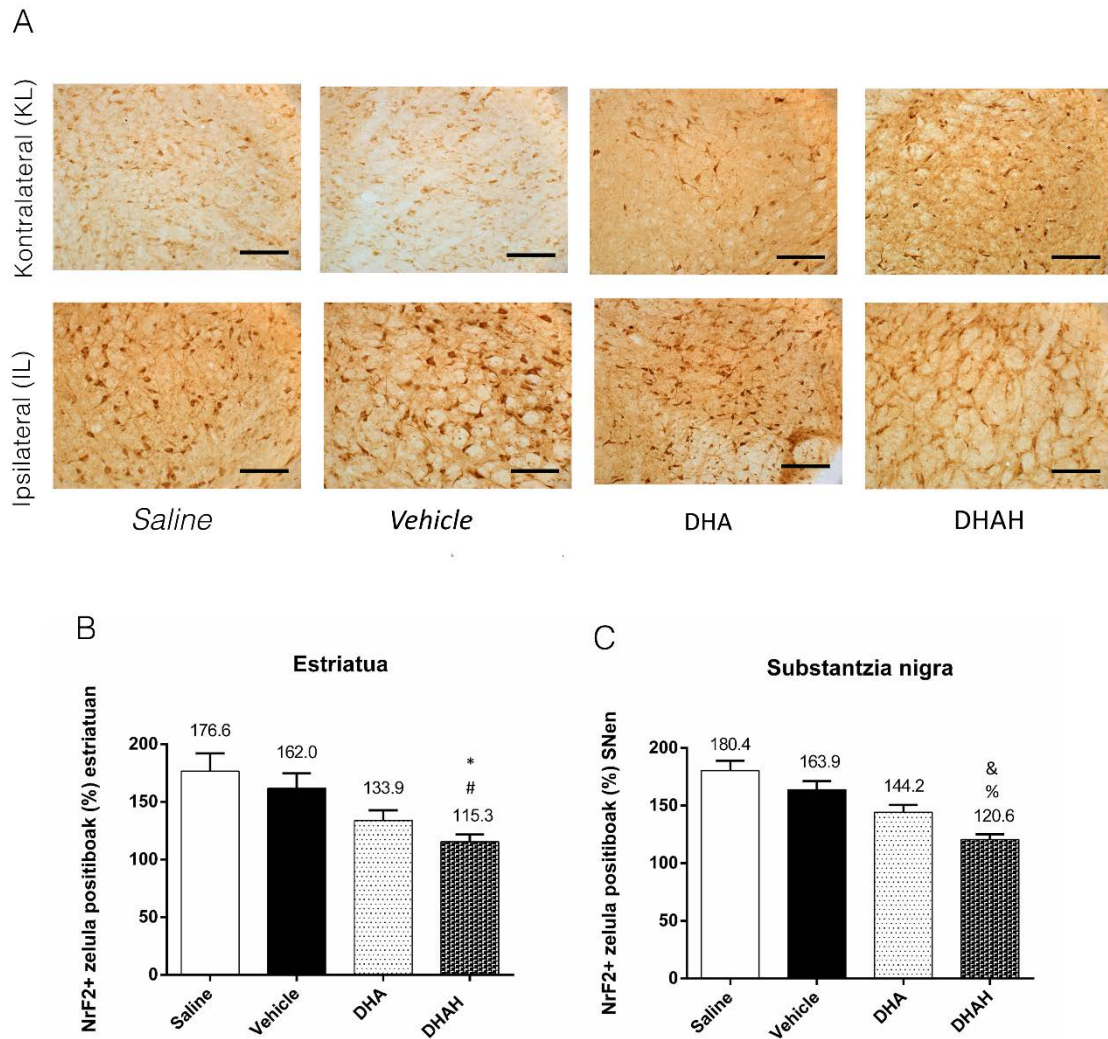 A
Kontralateral (KL)
Ipsilateral (IL)
Saline
Vehicle
DHA
DHAH
B
Estriatua
NrF2+ zelula positiboak (%) estriatuan
200
150
100
50
0
176.6
162.0
133.9
*
#
115.3
Saline
Vehicle
DHA
DHAH
C
Substantzia nigra
NrF2+ zelula positiboak (%) SNen
200
150
100
50
0
180.4
163.9
144.2
&
%
120.6
Saline
Vehicle
DHA
DHAH